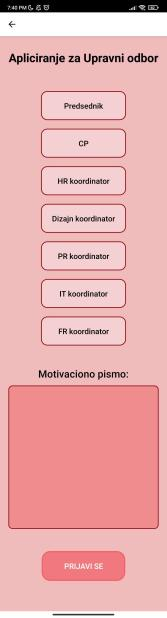 7:40 PM
Apliciranje za Upravni odbor
Predsednik
CP
HR koordinator
Dizajn koordinator
PR koordinator
IT koordinator
FR koordinator
Motivaciono pismo:
PRIJAVI SE